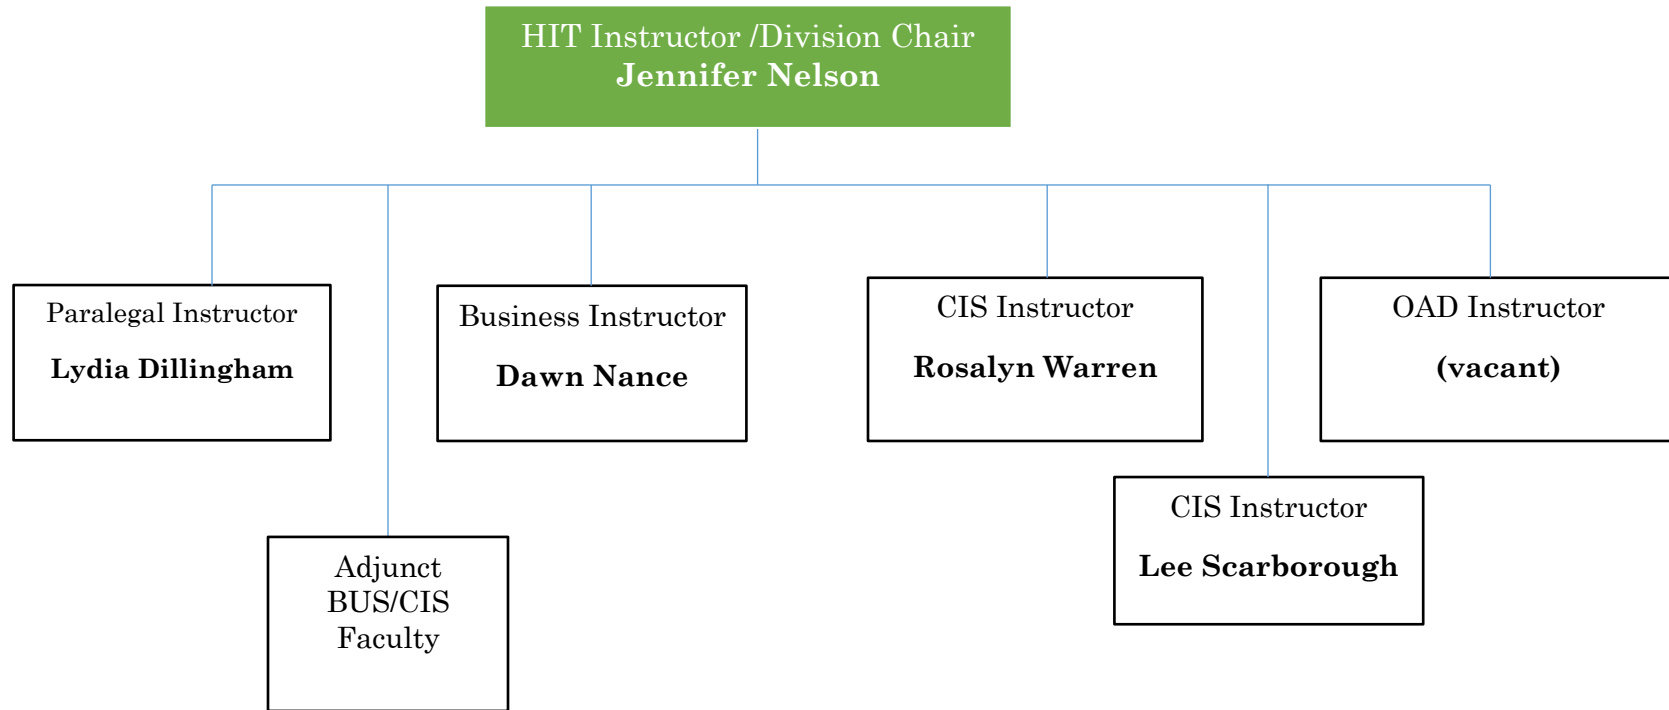 HIT Instructor /Division Chair
Jennifer Nelson
Paralegal Instructor
Lydia Dillingham
Business Instructor
Dawn Nance
CIS Instructor
Rosalyn Warren
OAD Instructor
(vacant)
Adjunct
BUS/CIS
Faculty
CIS Instructor
Lee Scarborough